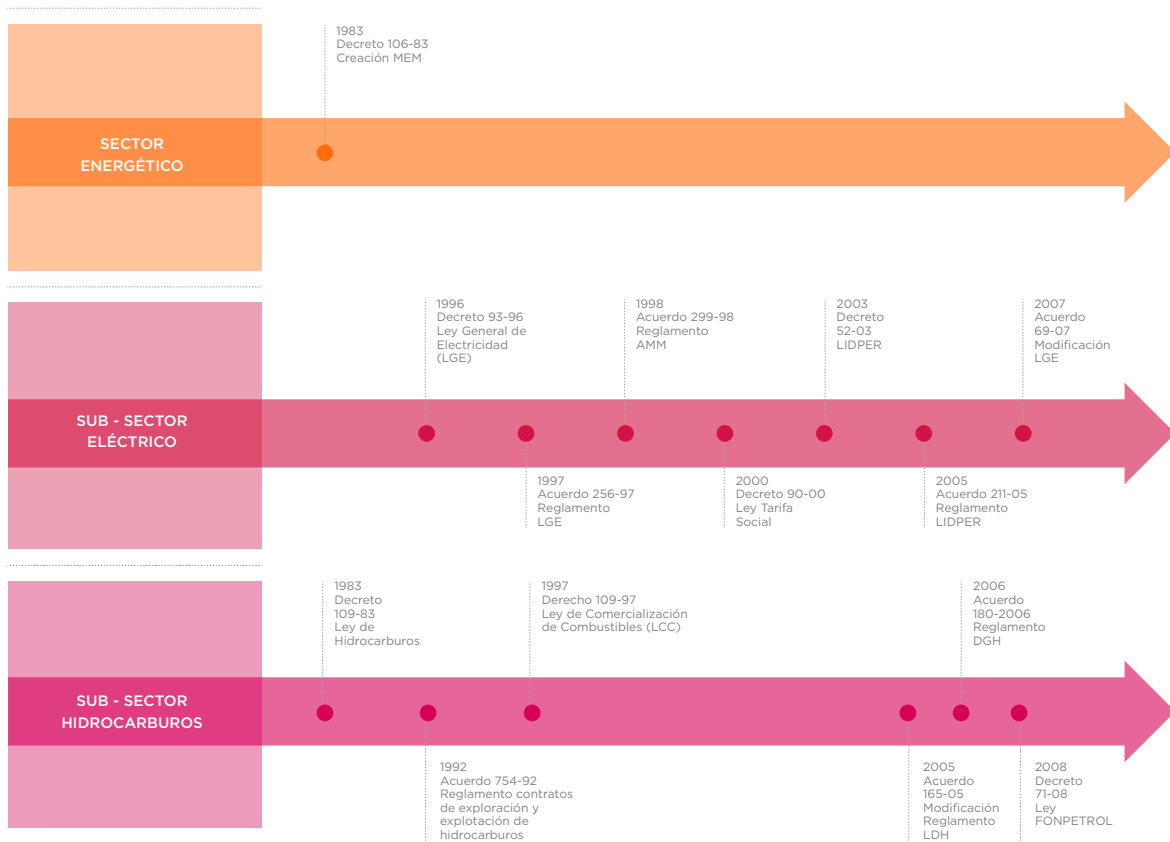 1983
Decreto 106-83
Creación MEM
SECTOR
ENERGÉTICO
1996
Decreto 93-96
Ley General de
Electricidad
(LGE)
1998
Acuerdo 299-98
Reglamento
AMM
2003
Decreto
52-03
LIDPER
2007
Acuerdo
69-07
Modificación
LGE
SUB - SECTOR
ELÉCTRICO
1997
Acuerdo 256-97
Reglamento
LGE
2000
Decreto 90-00
Ley Tarifa
Social
2005
Acuerdo 211-05
Reglamento
LIDPER
1983
Decreto
109-83
Ley de
Hidrocarburos
1997
Derecho 109-97
Ley de Comercialización
de Combustibles (LCC)
2006
Acuerdo
180-2006
Reglamento
DGH
SUB - SECTOR
HIDROCARBUROS
1992
Acuerdo 754-92
Reglamento contratos
de exploración y
explotación de
hidrocarburos
2005
Acuerdo
165-05
Modificación
Reglamento
LDH
2008
Decreto
71-08
Ley
FONPETROL